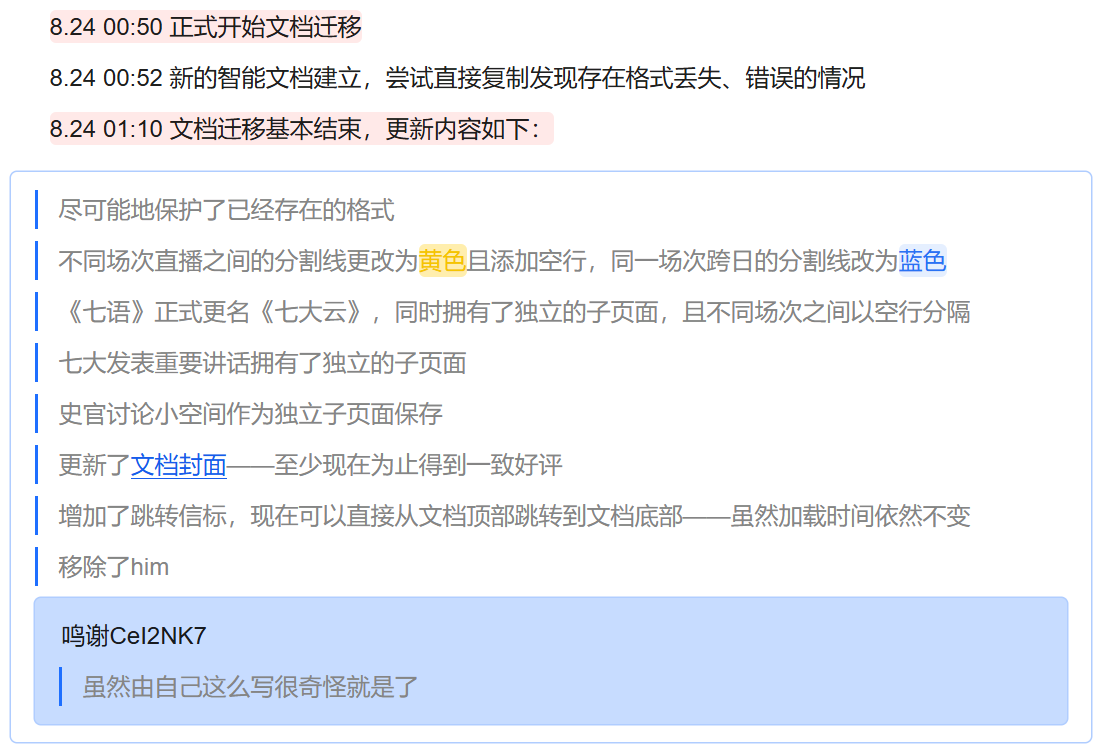 8.24 00:50 正式开始文档迁移
8.24 00:52 新的智能文档建立，尝试直接复制发现存在格式丢失、错误的情况
8.24 01:10 文档迁移基本结束，更新内容如下：
尽可能地保护了已经存在的格式
不同场次直播之间的分割线更改为黄色且添加空行，同一场次跨日的分割线改为蓝色
《七语》正式更名《七大云》，同时拥有了独立的子页面，且不同场次之间以空行分隔
七大发表重要讲话拥有了独立的子页面
史官讨论小空间作为独立子页面保存
更新了文档封面——至少现在为止得到一致好评
增加了跳转信标，现在可以直接从文档顶部跳转到文档底部——虽然加载时间依然不变
移除了him
鸣谢CeI2NK7
虽然由自己这么写很奇怪就是了